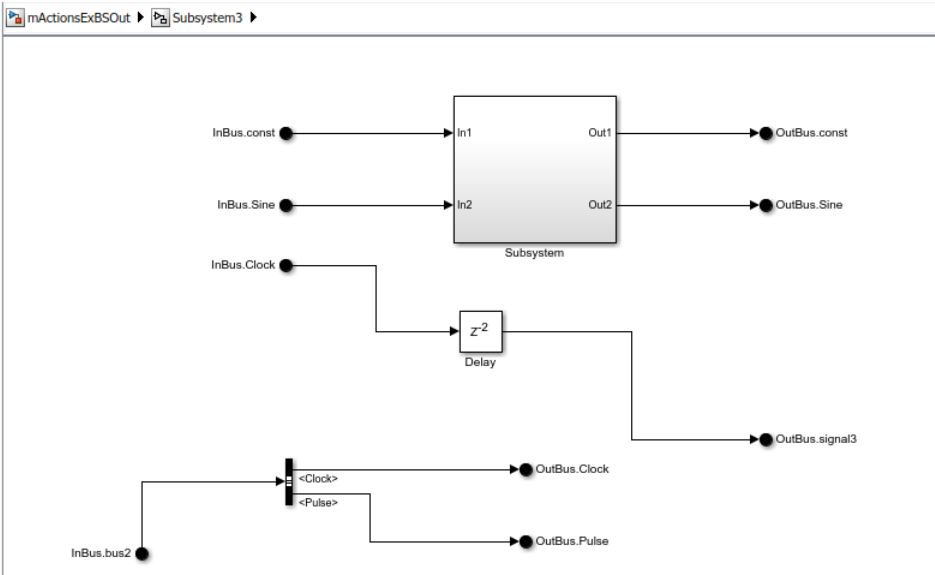 mActionsExBSOut Subsystem3
InBus.const
In1
Out1
OutBus.const
InBus.Sine
In2
Out2
OutBus.Sine
Subsystem
InBus.Clock
z-2
Delay
OutBus.signal3
<Clock>
OutBus.Clock
<Pulse>
OutBus.Pulse
InBus.bus2